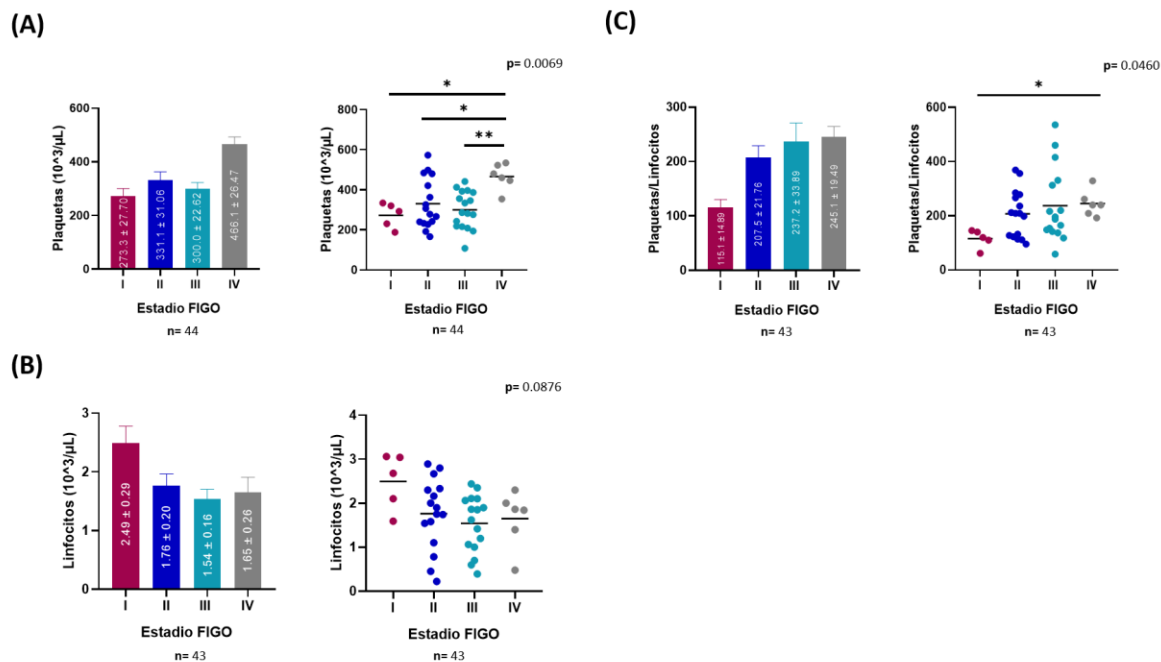 (A)
p= 0.0069
Plaquetas (10^3/µL)
600
400
200
0
273.3 ± 27.70
331.1 ± 31.06
300.0 ± 22.62
466.1 ± 26.47
I II III IV
Estadio FIGO
n= 44
Plaquetas (10^3/µL)
800
600
400
200
0
*
*
**
I II III IV
Estadio FIGO
n= 44
(C)
p= 0.0460
Plaquetas/Linfocitos
300
200
100
0
115.1 ± 14.89
207.5 ± 21.76
237.2 ± 33.89
245.1 ± 19.49
I II III IV
Estadio FIGO
n= 43
Plaquetas/Linfocitos
600
400
200
0
*
I II III IV
Estadio FIGO
n= 43
(B)
p= 0.0876
Linfocitos (10^3/µL)
3
2
1
0
2.49 ± 0.29
1.76 ± 0.20
1.54 ± 0.16
1.65 ± 0.26
I II III IV
Estadio FIGO
n= 43
Linfocitos (10^3/µL)
4
3
2
1
0
I II III IV
Estadio FIGO
n= 43